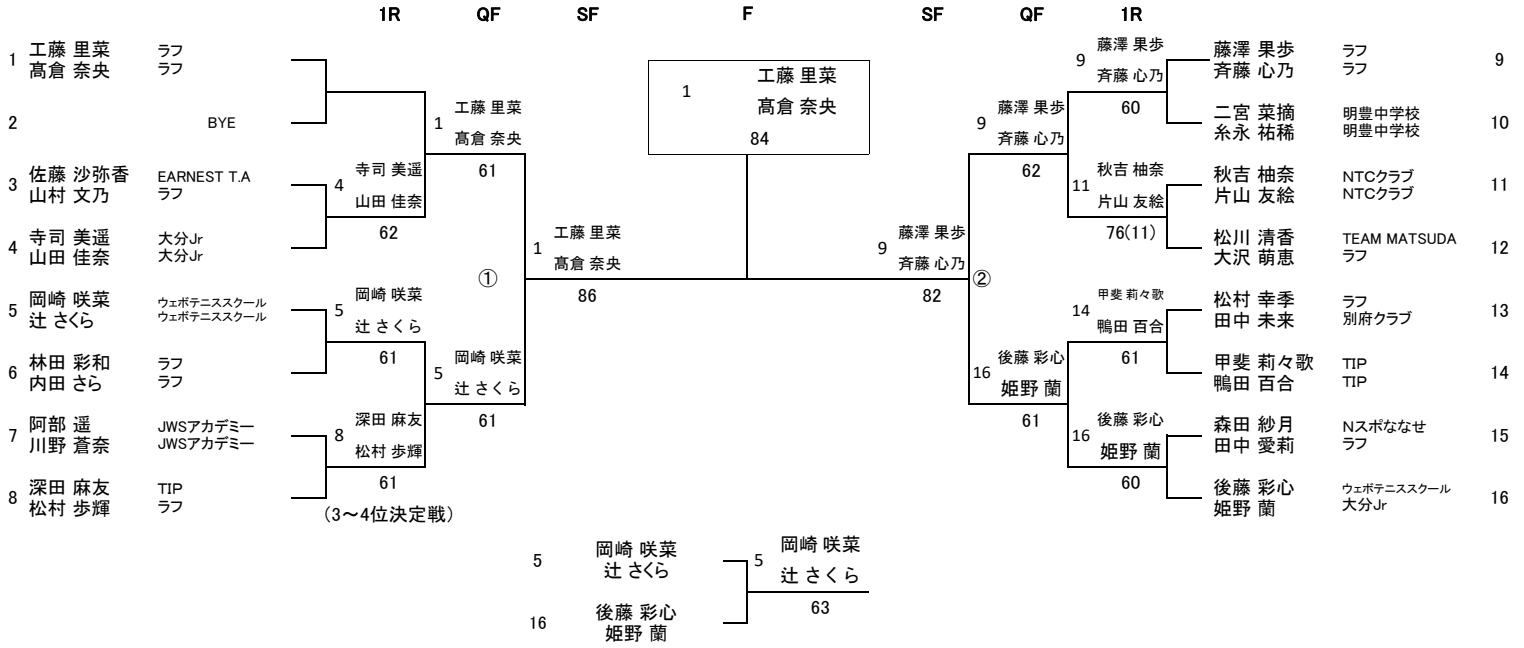 1R QF SF F SF QF 1R
1 工藤 里菜 ラフ
髙倉 奈央 ラフ
2 BYE
3 佐藤 沙弥香 EARNEST T.A
山村 文乃 ラフ
4 寺司 美遥 大分Jr
山田 佳奈 大分Jr
5 岡崎 咲菜 ウェボテニススクール
辻 さくら ウェボテニススクール
6 林田 彩和 ラフ
内田 さら ラフ
7 阿部 遥 JWSアカデミー
川野 蒼奈 JWSアカデミー
8 深田 麻友 TIP
松村 歩輝 ラフ
4 寺司 美遥
山田 佳奈
62
5 岡崎 咲菜
辻 さくら
61
8 深田 麻友
松村 歩輝
61
1 工藤 里菜
髙倉 奈央
61
①
5 岡崎 咲菜
辻 さくら
61
1 工藤 里菜
髙倉 奈央
86
1 工藤 里菜
髙倉 奈央
84
9 藤澤 果歩
斉藤 心乃
82
9 藤澤 果歩
斉藤 心乃
62
②
16 後藤 彩心
姫野 蘭
61
9 藤澤 果歩
斉藤 心乃
60
11 秋吉 柚奈
片山 友絵
76(11)
14 甲斐 莉々歌
鴨田 百合
61
16 後藤 彩心
姫野 蘭
60
藤澤 果歩 ラフ 9
斉藤 心乃 ラフ
二宮 菜摘 明豊中学校 10
糸永 祐稀 明豊中学校
秋吉 柚奈 NTCクラブ 11
片山 友絵 NTCクラブ
松川 清香 TEAM MATSUDA 12
大沢 萌恵 ラフ
松村 幸季 ラフ 13
田中 未来 別府クラブ
甲斐 莉々歌 TIP 14
鴨田 百合 TIP
森田 紗月 Nスポななせ 15
田中 愛莉 ラフ
後藤 彩心 ウェボテニススクール 16
姫野 蘭 大分Jr
(3～4位決定戦)
5 岡崎 咲菜
辻 さくら
16 後藤 彩心
姫野 蘭
5 岡崎 咲菜
辻 さくら
63